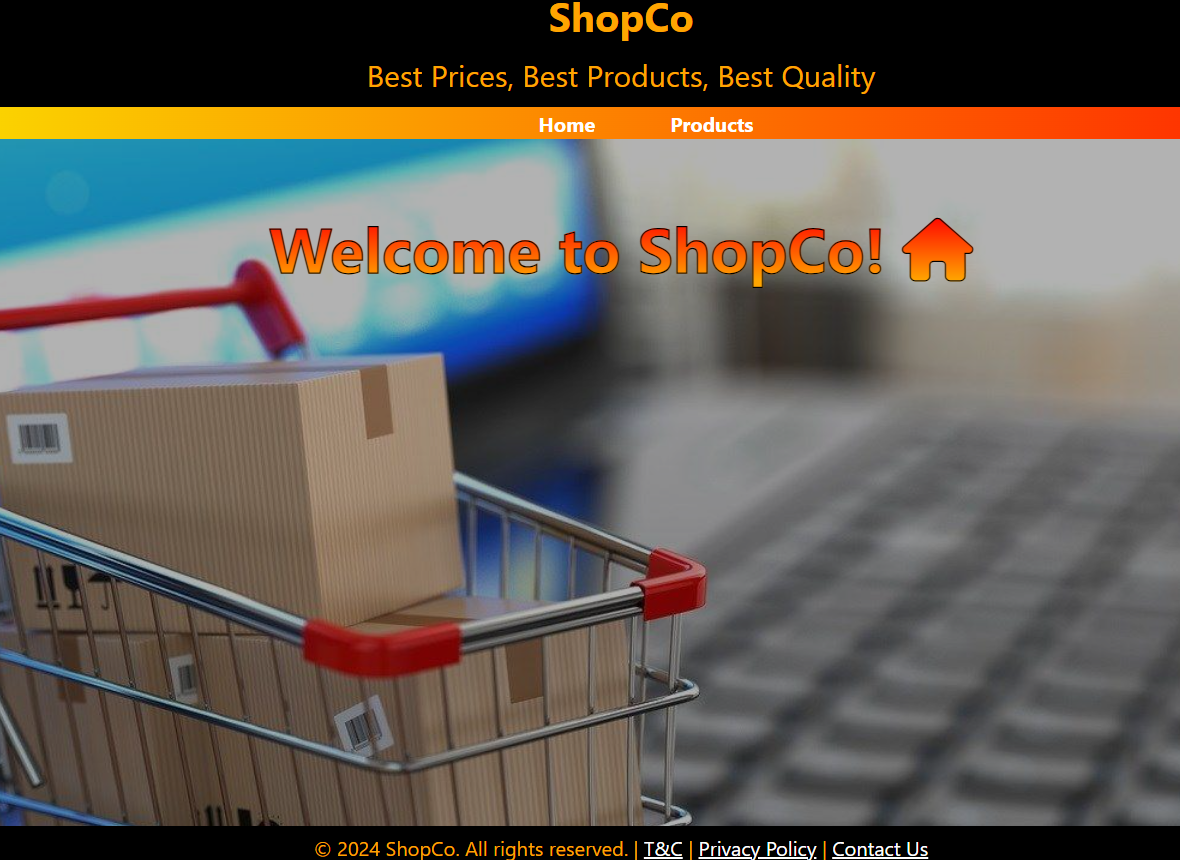 ShopCo
Best Prices, Best Products, Best Quality
Home Products
Welcome to ShopCo!
© 2024 ShopCo. All rights reserved. | T&C | Privacy Policy | Contact Us